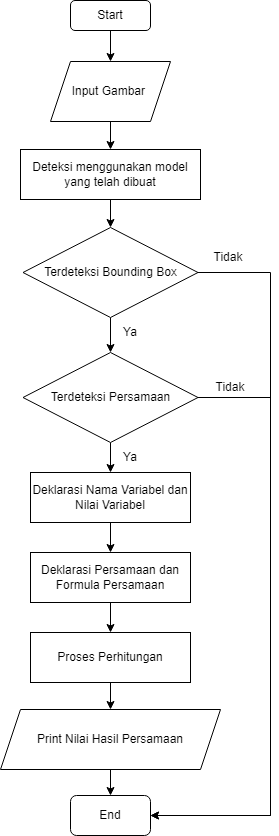 Start
Input Gambar
Deteksi menggunakan model
yang telah dibuat
Terdeteksi Bounding Box
Tidak
Ya
Terdeteksi Persamaan
Tidak
Ya
Deklarasi Nama Variabel dan
Nilai Variabel
Deklarasi Persamaan dan
Formula Persamaan
Proses Perhitungan
Print Nilai Hasil Persamaan
End